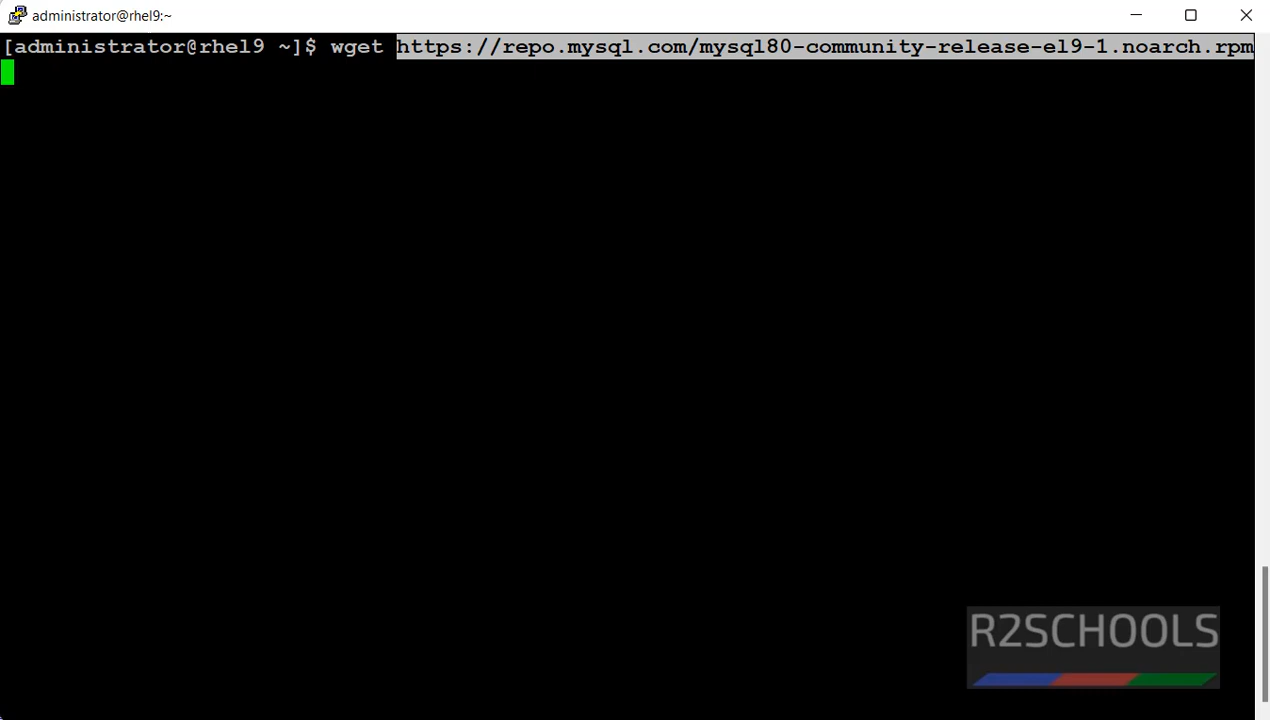 administrator@rhel9:~
[administrator@rhel9 ~]$ wget https://repo.mysql.com/mysql80-community-release-el9-1.noarch.rpm
R2SCHOOLS